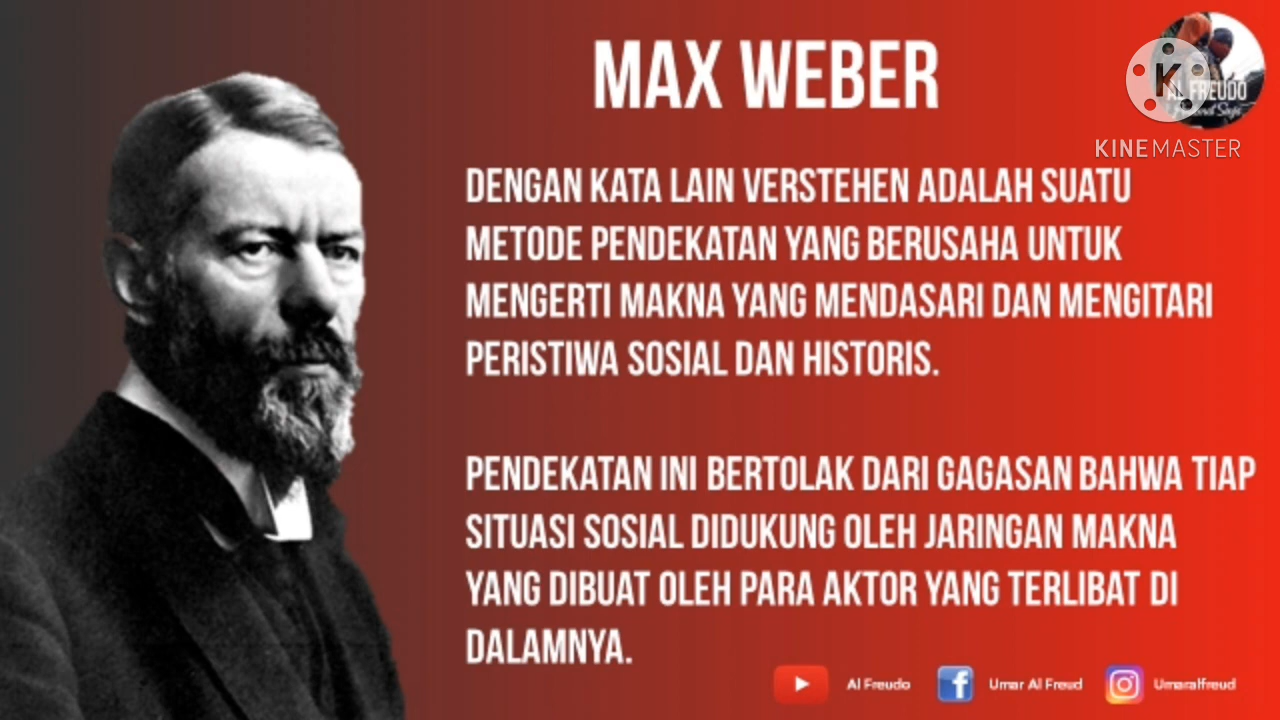 MAX WEBER
AL FREUDO
K
KINEMASTER
DENGAN KATA LAIN VERSTEHEN ADALAH SUATU
METODE PENDEKATAN YANG BERUSAHA UNTUK
MENGERTI MAKNA YANG MENDASARI DAN MENGITARI
PERISTIWA SOSIAL DAN HISTORIS.
PENDEKATAN INI BERTOLAK DARI GAGASAN BAHWA TIAP
SITUASI SOSIAL DIDUKUNG OLEH JARINGAN MAKNA
YANG DIBUAT OLEH PARA AKTOR YANG TERLIBAT DI
DALAMNYA.
Al Freudo Umar Al Freud Umaralfreud